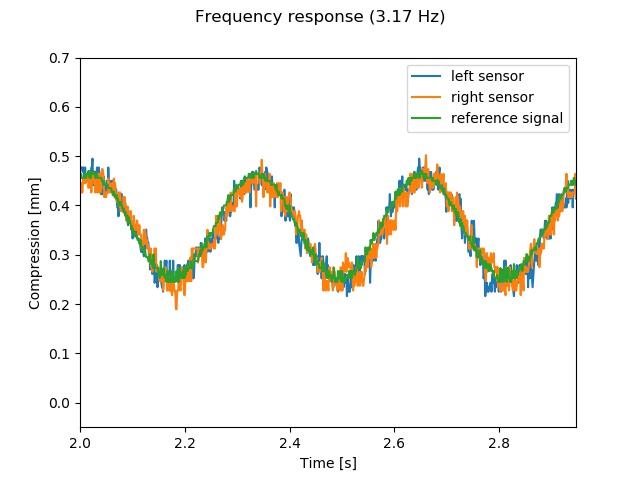 Frequency response (3.17 Hz)
left sensor
right sensor
reference signal
Compression [mm]
0.7
0.6
0.5
0.4
0.3
0.2
0.1
0.0
2.0 2.2 2.4 2.6 2.8
Time [s]